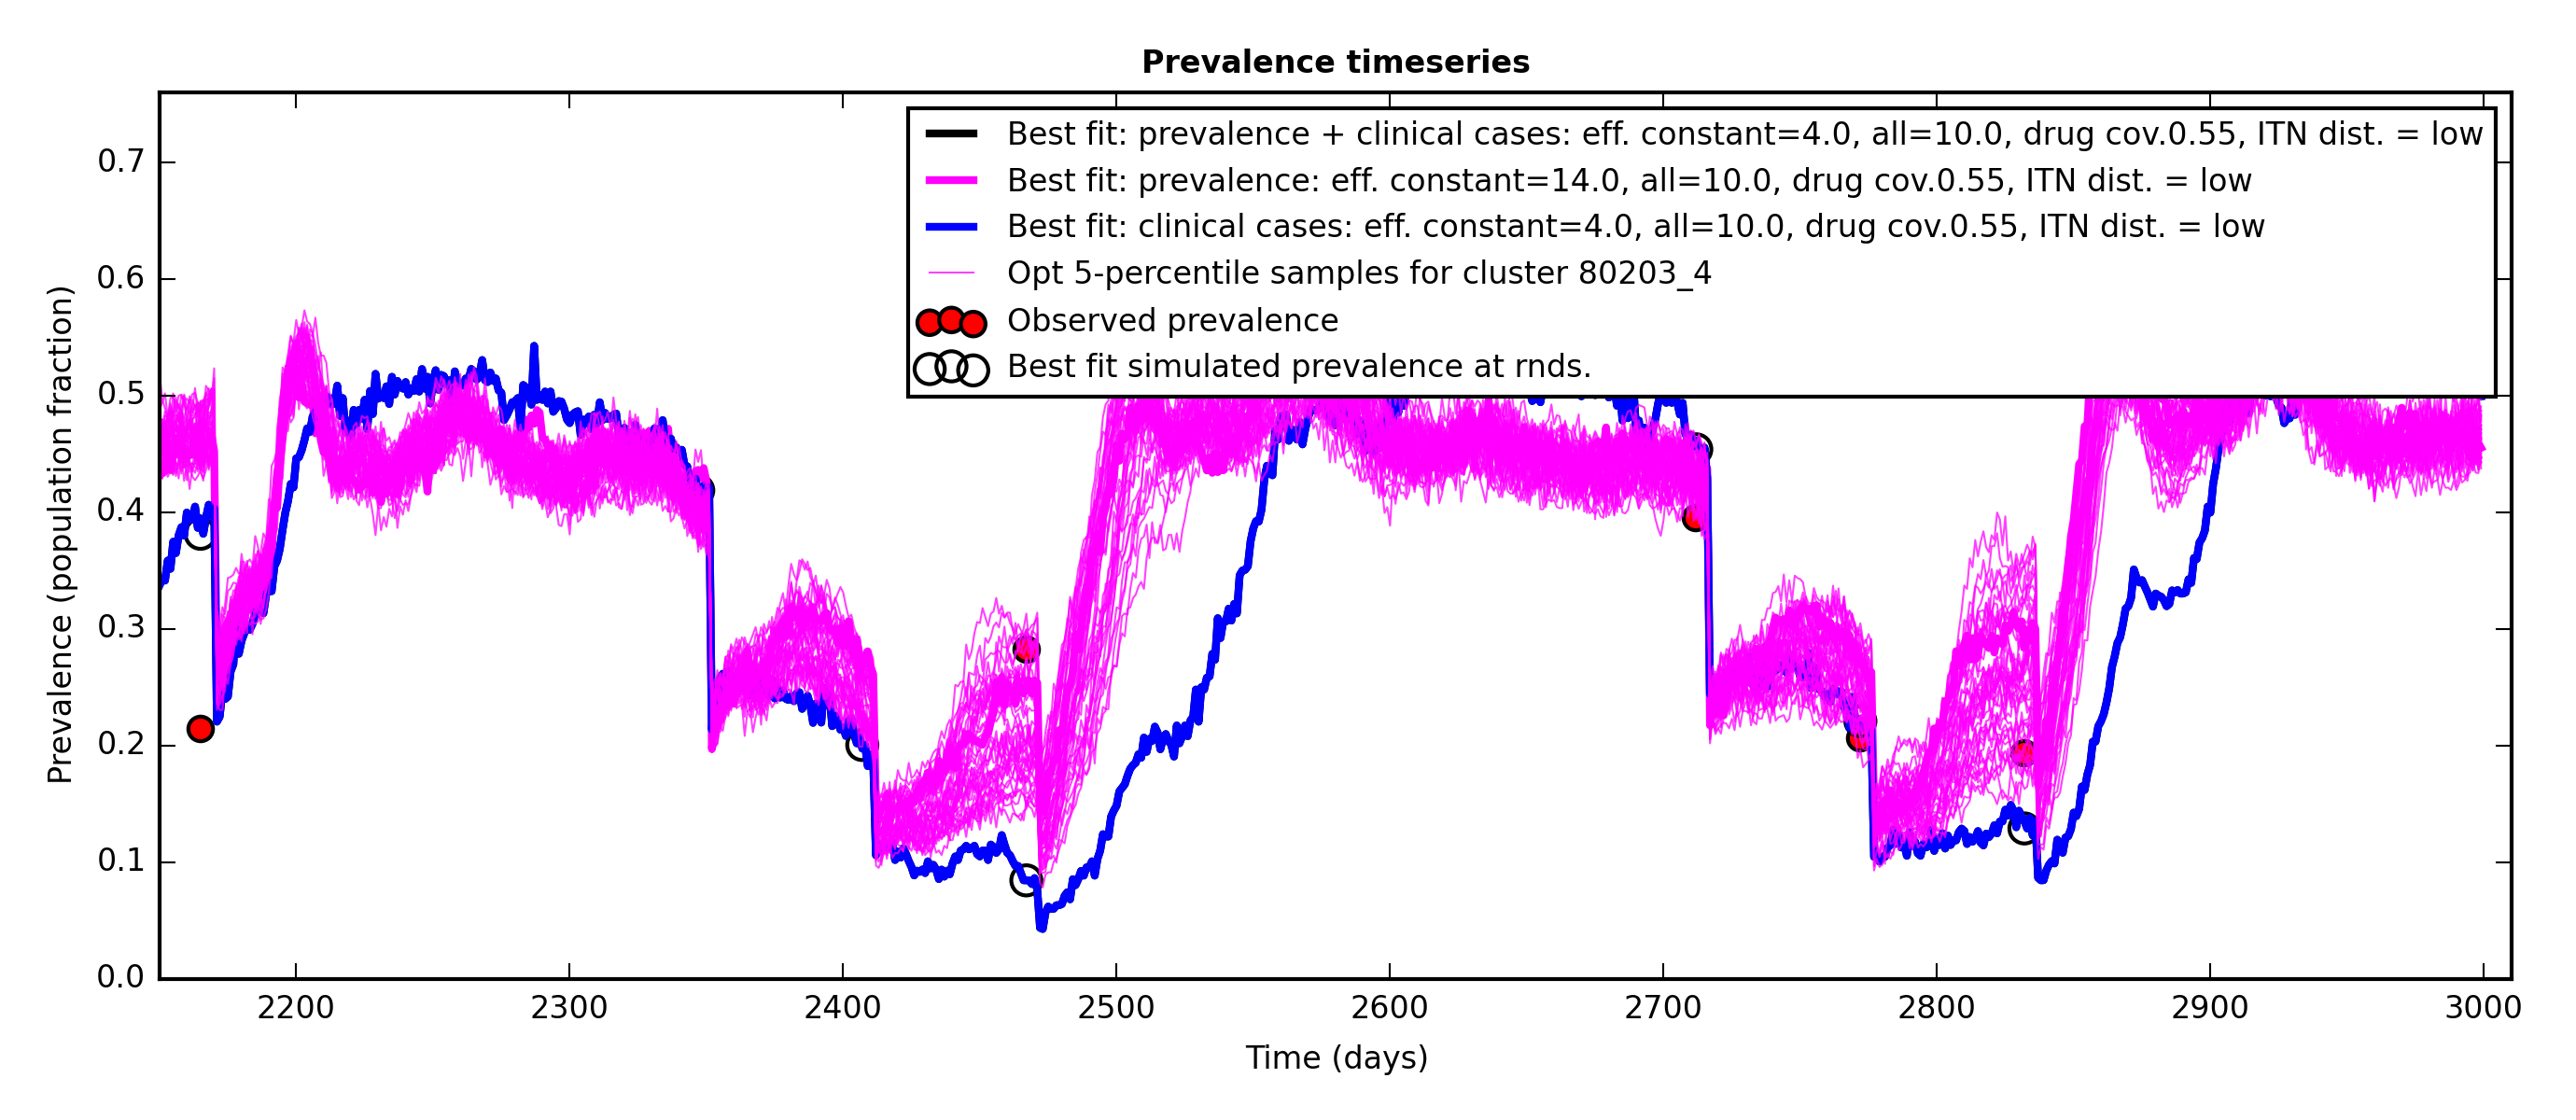 Prevalence timeseries
Best fit: prevalence + clinical cases: eff. constant=4.0, all=10.0, drug cov.0.55, ITN dist. = low
Best fit: prevalence: eff. constant=14.0, all=10.0, drug cov.0.55, ITN dist. = low
Best fit: clinical cases: eff. constant=4.0, all=10.0, drug cov.0.55, ITN dist. = low
Opt 5-percentile samples for cluster 80203_4
Observed prevalence
Best fit simulated prevalence at rnds.
Prevalence (population fraction)
0.7
0.6
0.5
0.4
0.3
0.2
0.1
0.0
2200 2300 2400 2500 2600 2700 2800 2900 3000
Time (days)